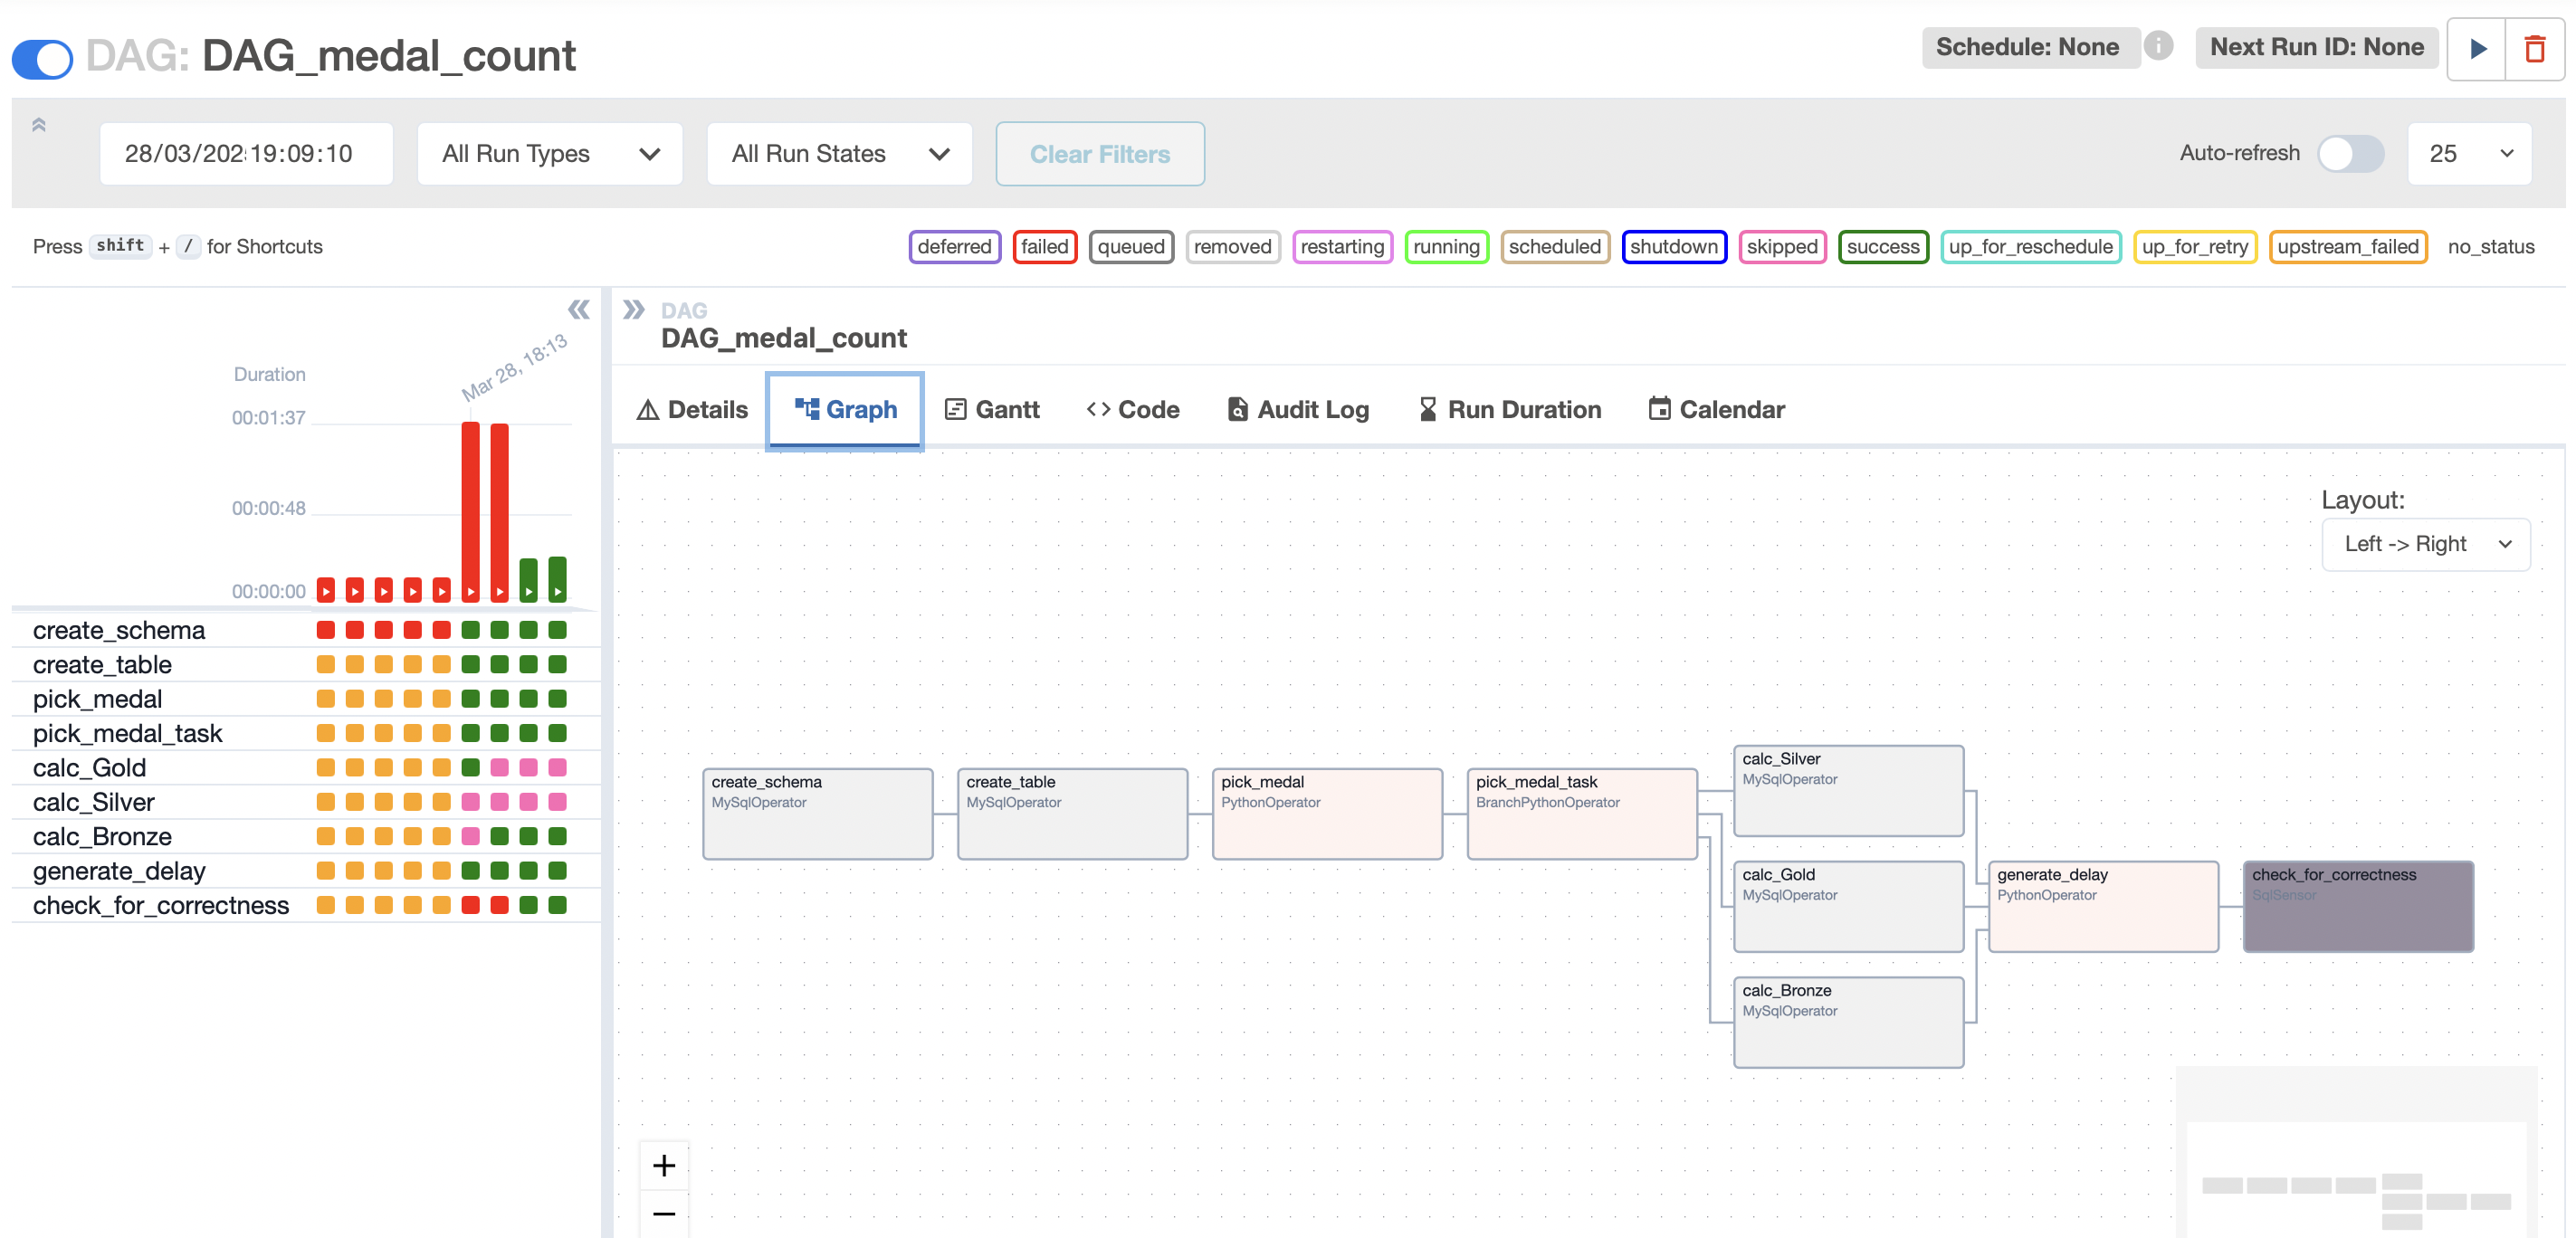 DAG: DAG_medal_count
Schedule: None
Next Run ID: None
28/03/202 19:09:10
All Run Types
All Run States
Clear Filters
Auto-refresh
25
Press shift + / for Shortcuts
deferred failed queued removed restarting running scheduled shutdown skipped success up_for_reschedule up_for_retry upstream_failed no_status
DAG
DAG_medal_count
Mar 28, 18:13
Duration
00:01:37
00:00:48
00:00:00
create_schema
create_table
pick_medal
pick_medal_task
calc_Gold
calc_Silver
calc_Bronze
generate_delay
check_for_correctness
Details
Graph
Gantt
Code
Audit Log
Run Duration
Calendar
Layout:
Left -> Right
create_schema
MySqlOperator
create_table
MySqlOperator
pick_medal
PythonOperator
pick_medal_task
BranchPythonOperator
calc_Silver
MySqlOperator
calc_Gold
MySqlOperator
calc_Bronze
MySqlOperator
generate_delay
PythonOperator
check_for_correctness
SqlSensor